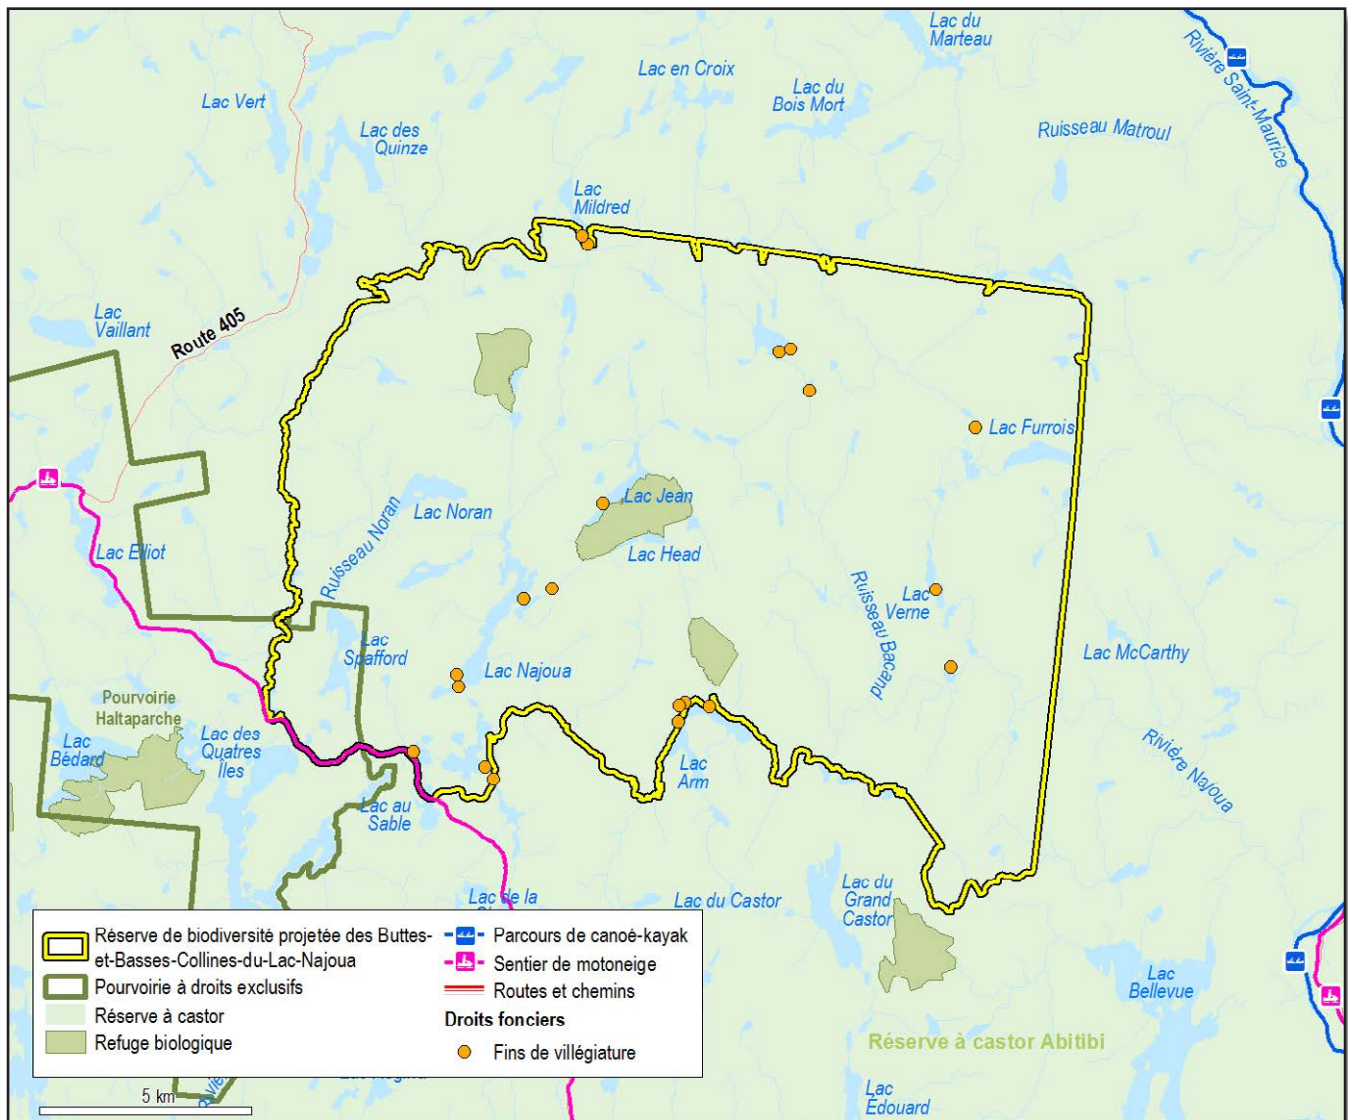 Lac du
Marteau
Lac en Croix
Rivière Saint-Maurice
Lac Vert
Lac du
Bois Mort
Lac des
Quinze
Ruisseau Matroul
Lac
Mildred
Lac
Vaillant
Route 405
Lac Furrois
Lac Jean
Lac Noran
Ruisseau Noran
Lac Elliot
Lac Head
Ruisseau Bacand
Lac
Verne
Lac
Spafford
Lac McCarthy
Lac Najoua
Pourvoirie
Haltaparche
Lac des
Quatres
Îles
Lac
Bédard
Rivière Najoua
Lac
Arm
Lac au
Sable
Lac de la
Lac du Castor
Lac du
Grand
Castor
Lac
Bellevue
Réserve à castor Abitibi
Lac
Édouard
Réserve de biodiversité projetée des Buttes-
et-Basses-Collines-du-Lac-Najoua
Pourvoirie à droits exclusifs
Réserve à castor
Refuge biologique
Parcours de canoé-kayak
Sentier de motoneige
Routes et chemins
Droits fonciers
Fins de villégiature
5 km